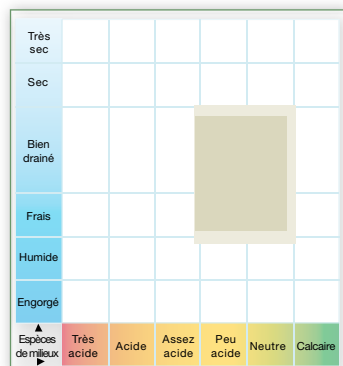 Très
sec
Sec
Bien
drainé
Frais
Humide
Engorgé
Espèces
de milieux
Très
acide
Acide
Assez
acide
Peu
acide
Neutre
Calcaire